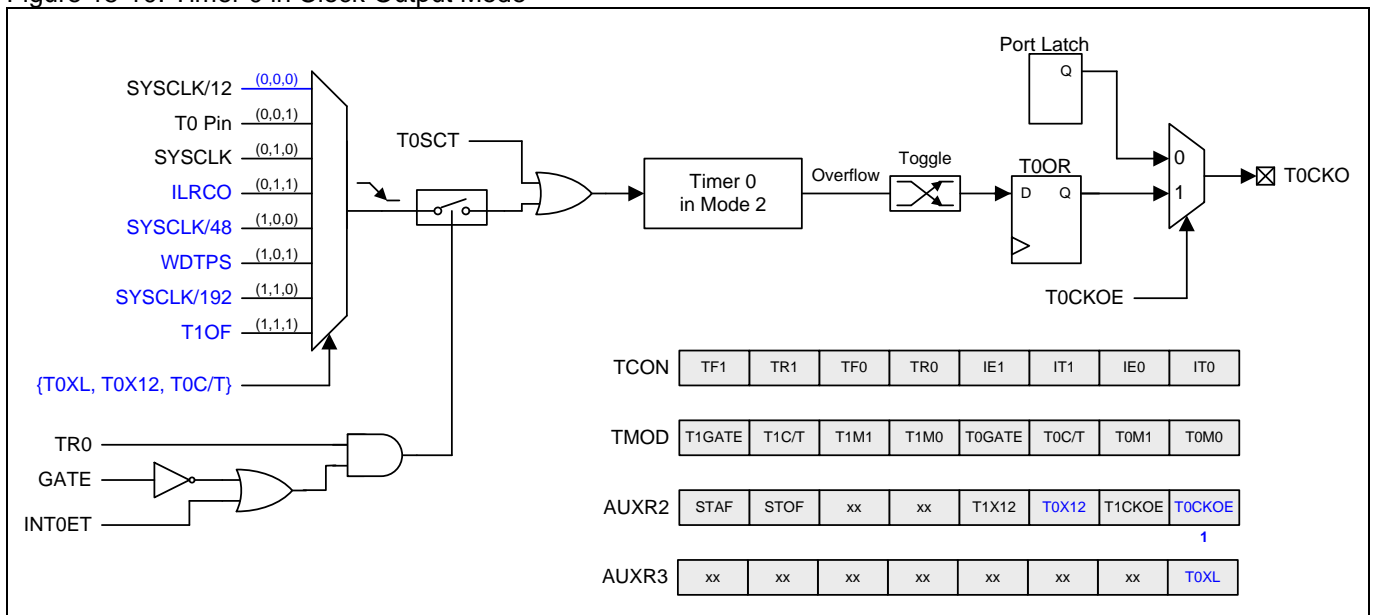 Figure 15-10. Timer 0 in Clock Output Mode
Port Latch
Q
SYSCLK/12 (0,0,0)
T0 Pin (0,0,1)
SYSCLK (0,1,0)
ILRCO (0,1,1)
SYSCLK/48 (1,0,0)
WDTPS (1,0,1)
SYSCLK/192 (1,1,0)
T1OF (1,1,1)
{T0XL, T0X12, T0C/T}
T0SCT
Timer 0
in Mode 2
Overflow
Toggle
T0OR
D Q
0
1
T0CKO
T0CKOE
TR0
GATE
INT0ET
TCON TF1 TR1 TF0 TR0 IE1 IT1 IE0 IT0
TMOD T1GATE T1C/T T1M1 T1M0 T0GATE T0C/T T0M1 T0M0
AUXR2 STAF STOF xx xx T1X12 T0X12 T1CKOE T0CKOE
1
AUXR3 xx xx xx xx xx xx xx T0XL